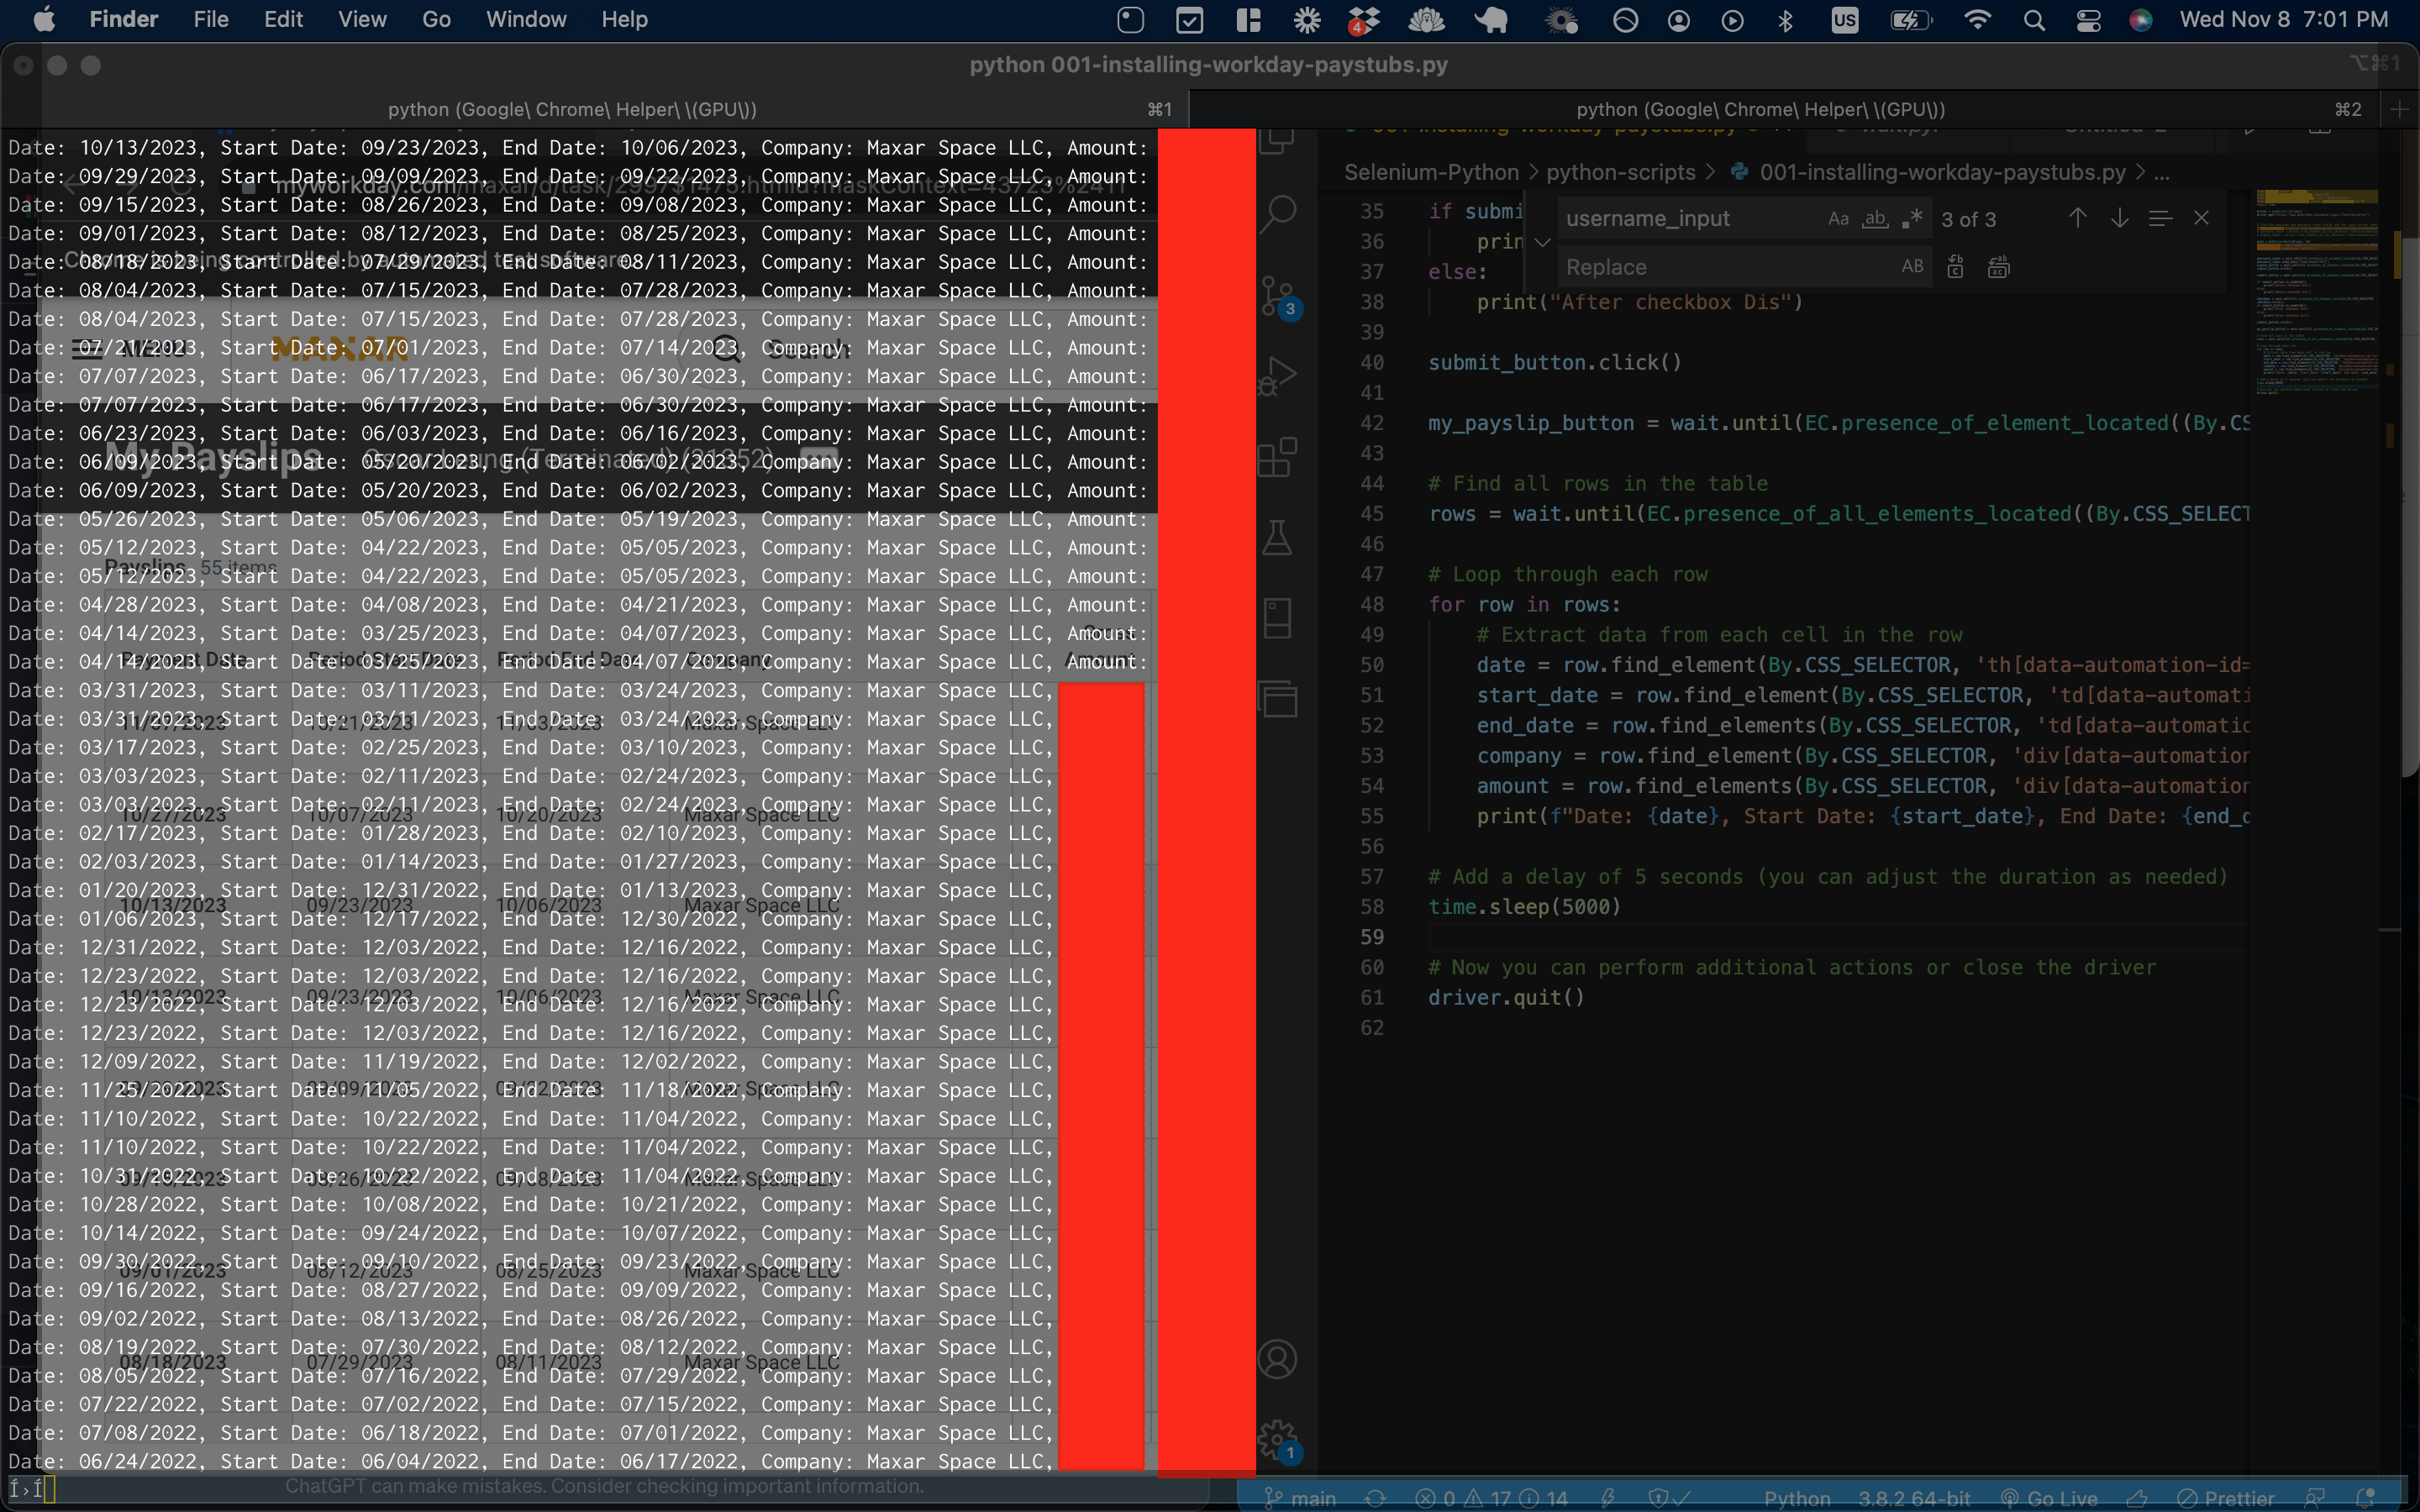 Finder File Edit View Go Window Help
4
US
Wed Nov 8 7:01 PM
python 001-installing-workday-paystubs.py
⌥⌘1
python (Google\ Chrome\ Helper\ \(GPU\)) ⌘1
python (Google\ Chrome\ Helper\ \(GPU\)) ⌘2
Date: 10/13/2023, Start Date: 09/23/2023, End Date: 10/06/2023, Company: Maxar Space LLC, Amount:
Date: 09/29/2023, Start Date: 09/09/2023, End Date: 09/22/2023, Company: Maxar Space LLC, Amount:
Date: 09/15/2023, Start Date: 08/26/2023, End Date: 09/08/2023, Company: Maxar Space LLC, Amount:
Date: 09/01/2023, Start Date: 08/12/2023, End Date: 08/25/2023, Company: Maxar Space LLC, Amount:
Date: 08/18/2023, Start Date: 07/29/2023, End Date: 08/11/2023, Company: Maxar Space LLC, Amount:
Date: 08/04/2023, Start Date: 07/15/2023, End Date: 07/28/2023, Company: Maxar Space LLC, Amount:
Date: 08/04/2023, Start Date: 07/15/2023, End Date: 07/28/2023, Company: Maxar Space LLC, Amount:
Date: 07/21/2023, Start Date: 07/01/2023, End Date: 07/14/2023, Company: Maxar Space LLC, Amount:
Date: 07/07/2023, Start Date: 06/17/2023, End Date: 06/30/2023, Company: Maxar Space LLC, Amount:
Date: 07/07/2023, Start Date: 06/17/2023, End Date: 06/30/2023, Company: Maxar Space LLC, Amount:
Date: 06/23/2023, Start Date: 06/03/2023, End Date: 06/16/2023, Company: Maxar Space LLC, Amount:
Date: 06/09/2023, Start Date: 05/20/2023, End Date: 06/02/2023, Company: Maxar Space LLC, Amount:
Date: 06/09/2023, Start Date: 05/20/2023, End Date: 06/02/2023, Company: Maxar Space LLC, Amount:
Date: 05/26/2023, Start Date: 05/06/2023, End Date: 05/19/2023, Company: Maxar Space LLC, Amount:
Date: 05/12/2023, Start Date: 04/22/2023, End Date: 05/05/2023, Company: Maxar Space LLC, Amount:
Date: 05/12/2023, Start Date: 04/22/2023, End Date: 05/05/2023, Company: Maxar Space LLC, Amount:
Date: 04/28/2023, Start Date: 04/08/2023, End Date: 04/21/2023, Company: Maxar Space LLC, Amount:
Date: 04/14/2023, Start Date: 03/25/2023, End Date: 04/07/2023, Company: Maxar Space LLC, Amount:
Date: 04/14/2023, Start Date: 03/25/2023, End Date: 04/07/2023, Company: Maxar Space LLC, Amount:
Date: 03/31/2023, Start Date: 03/11/2023, End Date: 03/24/2023, Company: Maxar Space LLC,
Date: 03/31/2023, Start Date: 03/11/2023, End Date: 03/24/2023, Company: Maxar Space LLC,
Date: 03/17/2023, Start Date: 02/25/2023, End Date: 03/10/2023, Company: Maxar Space LLC,
Date: 03/03/2023, Start Date: 02/11/2023, End Date: 02/24/2023, Company: Maxar Space LLC,
Date: 03/03/2023, Start Date: 02/11/2023, End Date: 02/24/2023, Company: Maxar Space LLC,
Date: 02/17/2023, Start Date: 01/28/2023, End Date: 02/10/2023, Company: Maxar Space LLC,
Date: 02/03/2023, Start Date: 01/14/2023, End Date: 01/27/2023, Company: Maxar Space LLC,
Date: 01/20/2023, Start Date: 12/31/2022, End Date: 01/13/2023, Company: Maxar Space LLC,
Date: 01/06/2023, Start Date: 12/17/2022, End Date: 12/30/2022, Company: Maxar Space LLC,
Date: 12/31/2022, Start Date: 12/03/2022, End Date: 12/16/2022, Company: Maxar Space LLC,
Date: 12/23/2022, Start Date: 12/03/2022, End Date: 12/16/2022, Company: Maxar Space LLC,
Date: 12/23/2022, Start Date: 12/03/2022, End Date: 12/16/2022, Company: Maxar Space LLC,
Date: 12/23/2022, Start Date: 12/03/2022, End Date: 12/16/2022, Company: Maxar Space LLC,
Date: 12/09/2022, Start Date: 11/19/2022, End Date: 12/02/2022, Company: Maxar Space LLC,
Date: 11/25/2022, Start Date: 11/05/2022, End Date: 11/18/2022, Company: Maxar Space LLC,
Date: 11/10/2022, Start Date: 10/22/2022, End Date: 11/04/2022, Company: Maxar Space LLC,
Date: 11/10/2022, Start Date: 10/22/2022, End Date: 11/04/2022, Company: Maxar Space LLC,
Date: 10/31/2022, Start Date: 10/22/2022, End Date: 11/04/2022, Company: Maxar Space LLC,
Date: 10/28/2022, Start Date: 10/08/2022, End Date: 10/21/2022, Company: Maxar Space LLC,
Date: 10/14/2022, Start Date: 09/24/2022, End Date: 10/07/2022, Company: Maxar Space LLC,
Date: 09/30/2022, Start Date: 09/10/2022, End Date: 09/23/2022, Company: Maxar Space LLC,
Date: 09/16/2022, Start Date: 08/27/2022, End Date: 09/09/2022, Company: Maxar Space LLC,
Date: 09/02/2022, Start Date: 08/13/2022, End Date: 08/26/2022, Company: Maxar Space LLC,
Date: 08/19/2022, Start Date: 07/30/2022, End Date: 08/12/2022, Company: Maxar Space LLC,
Date: 08/05/2022, Start Date: 07/16/2022, End Date: 07/29/2022, Company: Maxar Space LLC,
Date: 07/22/2022, Start Date: 07/02/2022, End Date: 07/15/2022, Company: Maxar Space LLC,
Date: 07/08/2022, Start Date: 06/18/2022, End Date: 07/01/2022, Company: Maxar Space LLC,
Date: 06/24/2022, Start Date: 06/04/2022, End Date: 06/17/2022, Company: Maxar Space LLC,
Chrome is being controlled by automated test software.
MENU
MAXAR
Search
My Payslips
Payslips 55 items
Payment Date Period Start Date Period End Date Company Amount
ChatGPT can make mistakes. Consider checking important information.
Selenium-Python > python-scripts > 001-installing-workday-paystubs.py > ...
username_input Aa ab 3 of 3
Replace AB
3
35 if submi
36 prin
37 else:
38 print("After checkbox Dis")
39
40 submit_button.click()
41
42 my_payslip_button = wait.until(EC.presence_of_element_located((By.CS
43
44 # Find all rows in the table
45 rows = wait.until(EC.presence_of_all_elements_located((By.CSS_SELECT
46
47 # Loop through each row
48 for row in rows:
49 # Extract data from each cell in the row
50 date = row.find_element(By.CSS_SELECTOR, 'th[data-automation-id=
51 start_date = row.find_element(By.CSS_SELECTOR, 'td[data-automati
52 end_date = row.find_elements(By.CSS_SELECTOR, 'td[data-automatic
53 company = row.find_element(By.CSS_SELECTOR, 'div[data-automation
54 amount = row.find_elements(By.CSS_SELECTOR, 'div[data-automation
55 print(f"Date: {date}, Start Date: {start_date}, End Date: {end_d
56
57 # Add a delay of 5 seconds (you can adjust the duration as needed)
58 time.sleep(5000)
59
60 # Now you can perform additional actions or close the driver
61 driver.quit()
62
1
main 0 17 14 Python 3.8.2 64-bit Go Live Prettier